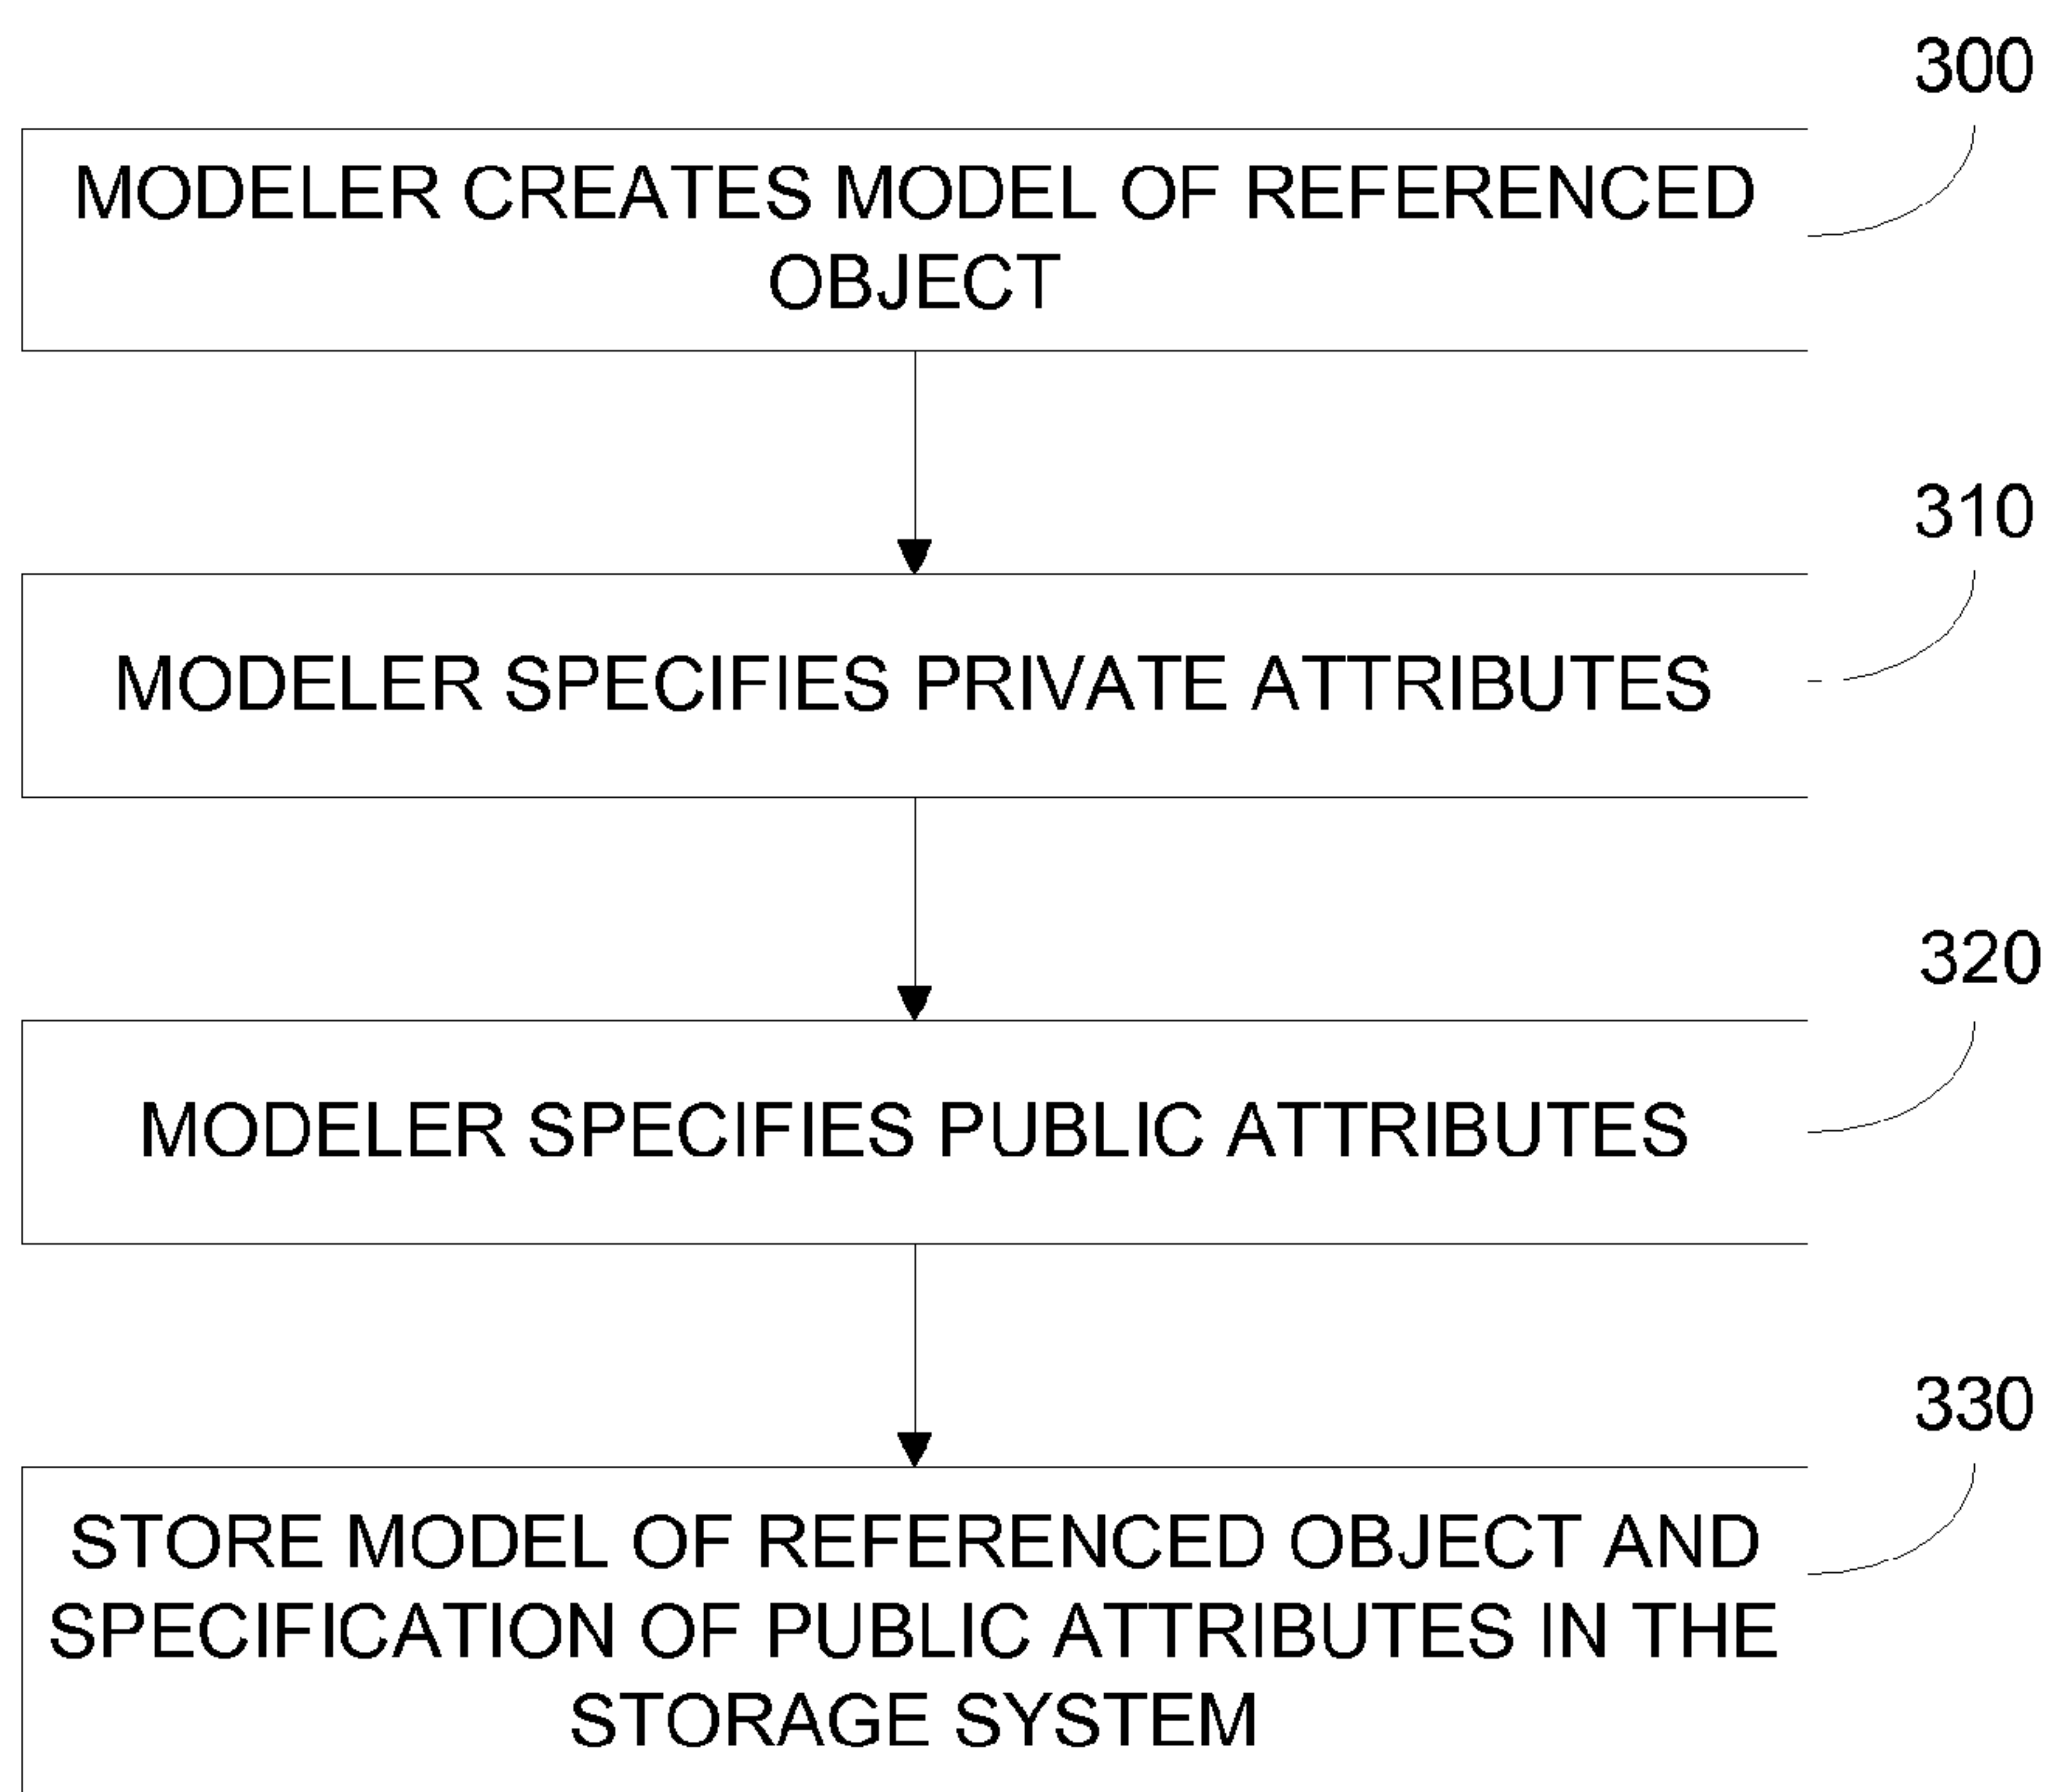 300
MODELER CREATES MODEL OF REFERENCED
OBJECT
310
MODELER SPECIFIES PRIVATE ATTRIBUTES
320
MODELER SPECIFIES PUBLIC ATTRIBUTES
330
STORE MODEL OF REFERENCED OBJECT AND
SPECIFICATION OF PUBLIC ATTRIBUTES IN THE
STORAGE SYSTEM